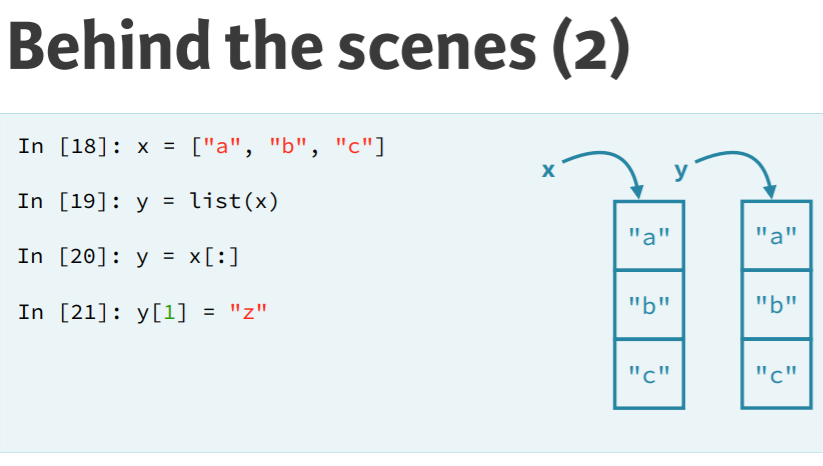 Behind the scenes (2)
In [18]: x = ["a", "b", "c"]
In [19]: y = list(x)
In [20]: y = x[:]
In [21]: y[1] = "z"
x
y
"a"
"a"
"b"
"b"
"c"
"c"